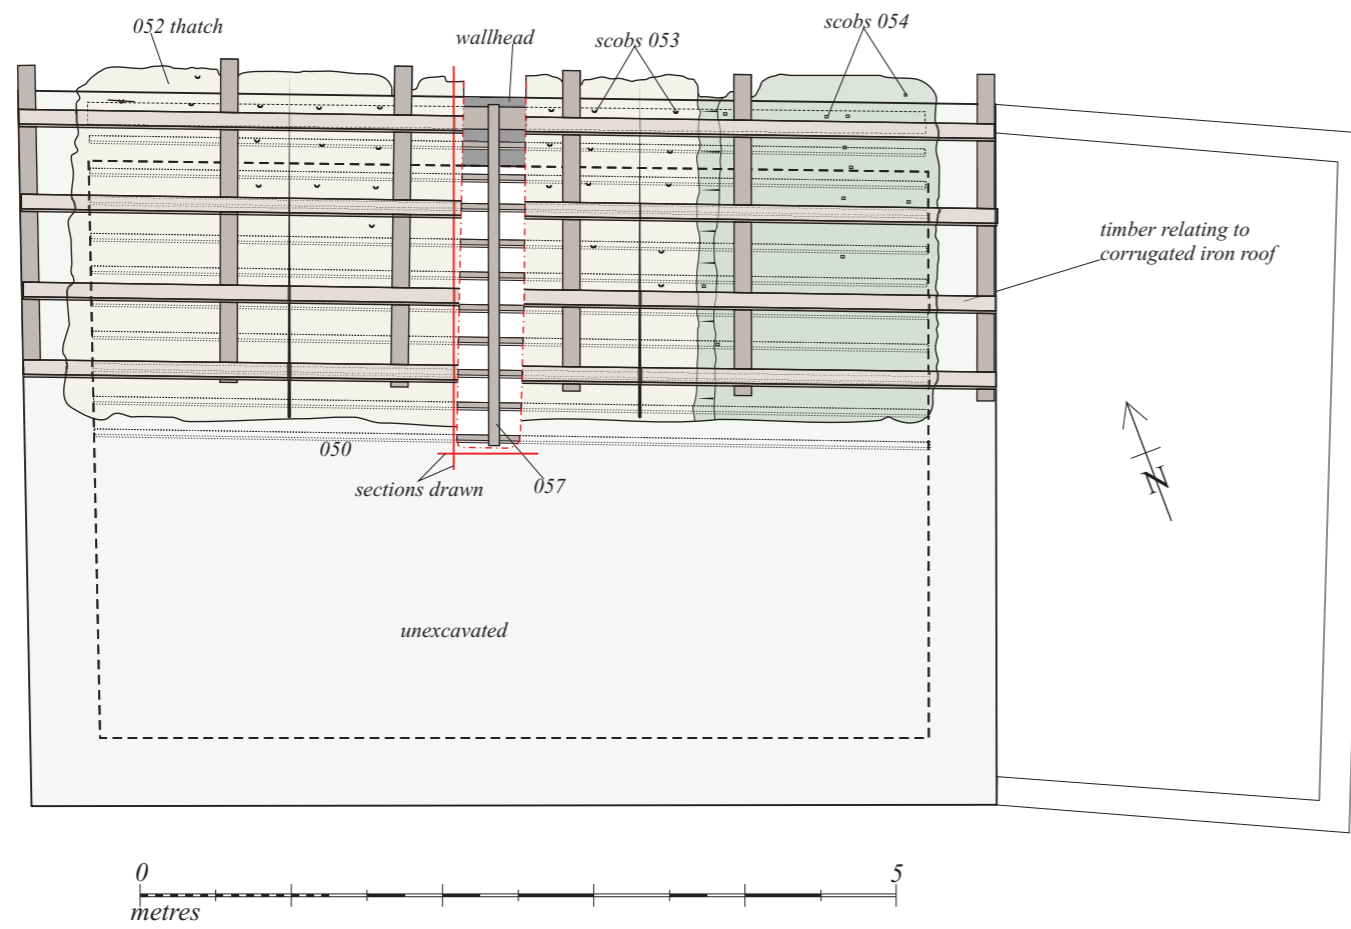 052 thatch
wallhead
scobs 053
scobs 054
timber relating to
corrugated iron roof
N
050
sections drawn
057
unexcavated
0
5
metres